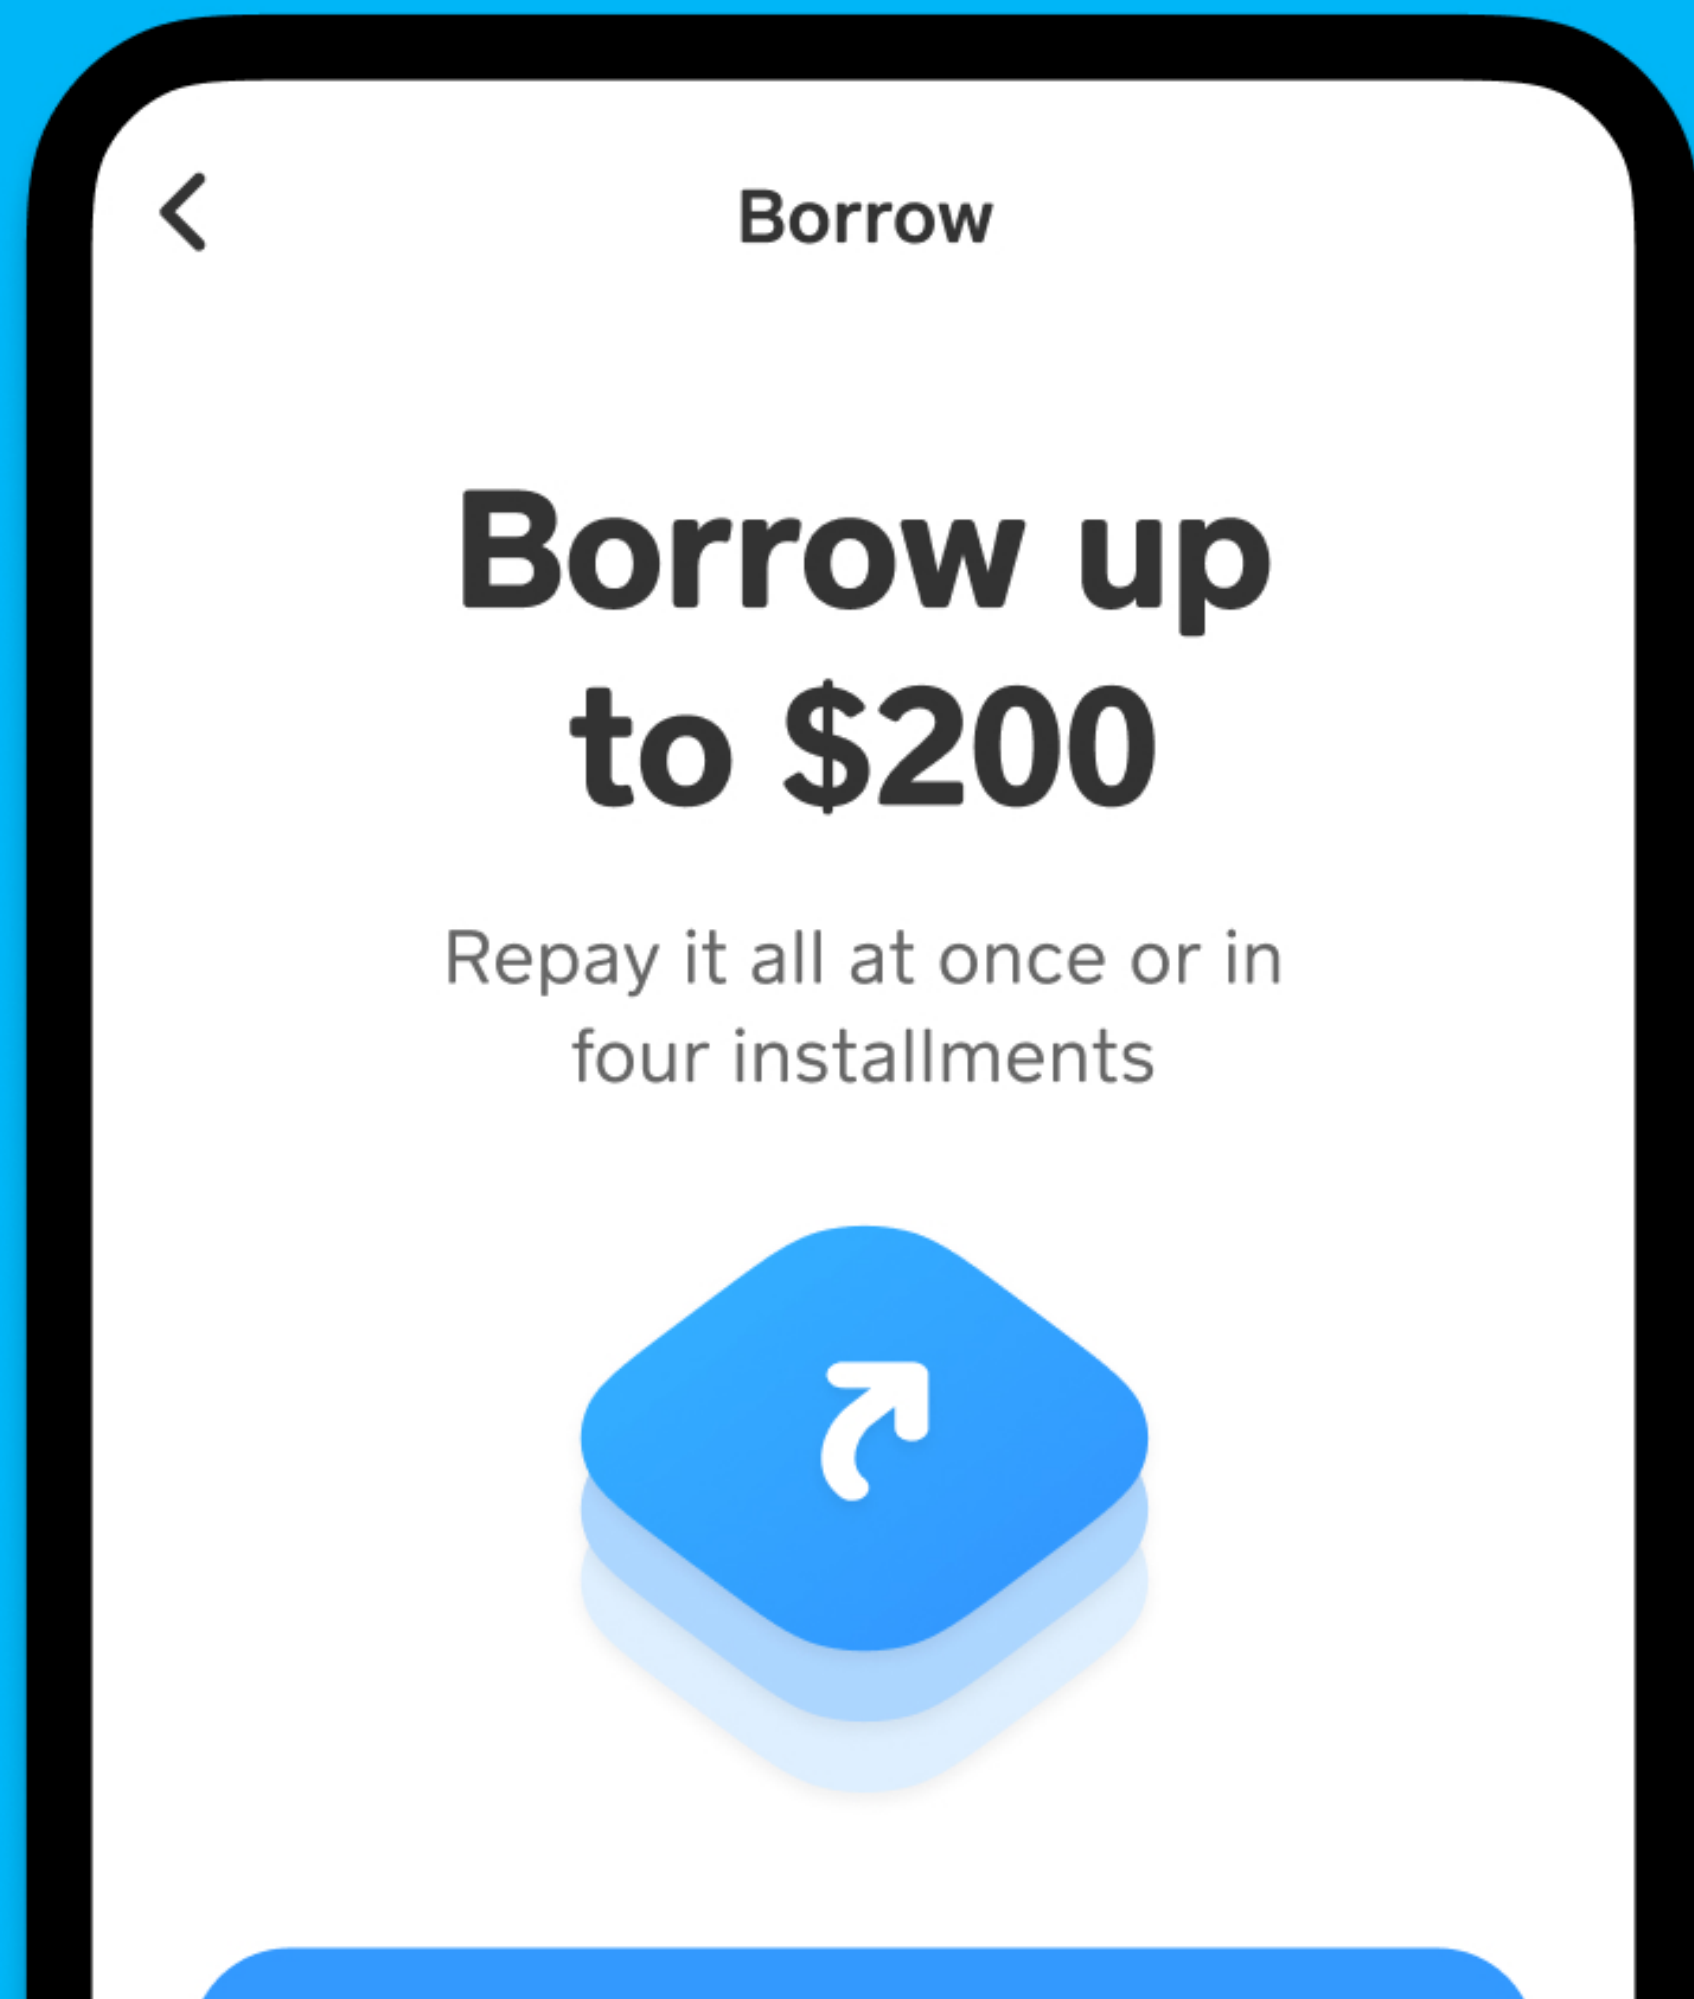 Borrow
Borrow up
to $200
Repay it all at once or in
four installments